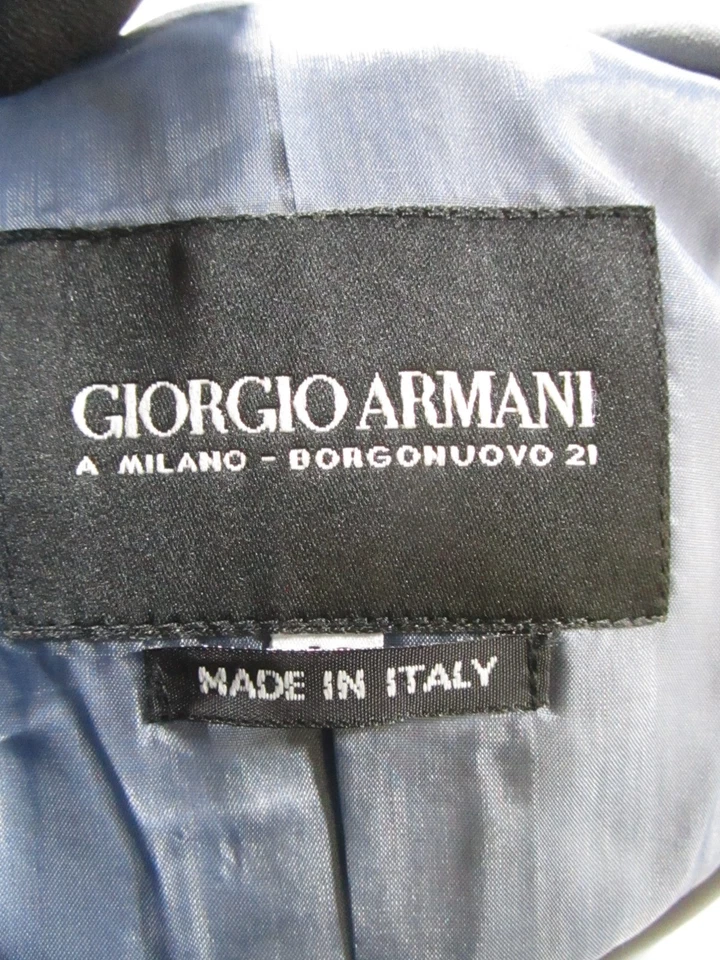 GIORGIO ARMANI
A MILANO - BORGONUOVO 21
MADE IN ITALY